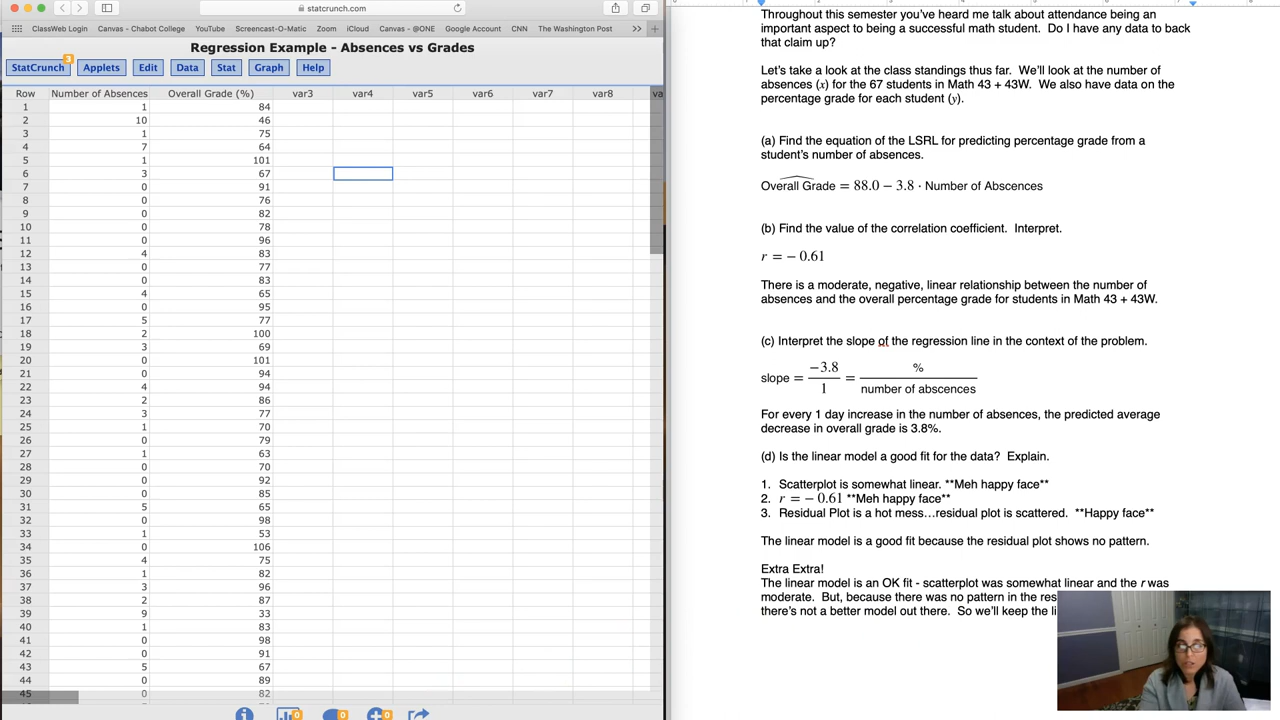 statcrunch.com
ClassWeb Login Canvas - Chabot College YouTube Screencast-O-Matic Zoom iCloud Canvas - @ONE Google Account CNN The Washington Post
Regression Example - Absences vs Grades
StatCrunch 3 Applets Edit Data Stat Graph Help
Row Number of Absences Overall Grade (%) var3 var4 var5 var6 var7 var8 va
1 1 84
2 10 46
3 1 75
4 7 64
5 1 101
6 3 67
7 0 91
8 0 76
9 0 82
10 0 78
11 0 96
12 4 83
13 0 77
14 0 83
15 4 65
16 0 95
17 5 77
18 2 100
19 3 69
20 0 101
21 0 94
22 4 94
23 2 86
24 3 77
25 1 70
26 0 79
27 1 63
28 0 70
29 0 92
30 0 85
31 5 65
32 0 98
33 1 53
34 0 106
35 4 75
36 1 82
37 3 96
38 2 87
39 9 33
40 1 83
41 0 98
42 0 91
43 5 67
44 0 89
45 0 82
0 0 0
Throughout this semester you've heard me talk about attendance being an
important aspect to being a successful math student. Do I have any data to back
that claim up?
Let's take a look at the class standings thus far. We'll look at the number of
absences (x) for the 67 students in Math 43 + 43W. We also have data on the
percentage grade for each student (y).
(a) Find the equation of the LSRL for predicting percentage grade from a
student's number of absences.
Overall Grade = 88.0 − 3.8 · Number of Abscences
(b) Find the value of the correlation coefficient. Interpret.
r = − 0.61
There is a moderate, negative, linear relationship between the number of
absences and the overall percentage grade for students in Math 43 + 43W.
(c) Interpret the slope of the regression line in the context of the problem.
slope = −3.8 / 1 = % / number of abscences
For every 1 day increase in the number of absences, the predicted average
decrease in overall grade is 3.8%.
(d) Is the linear model a good fit for the data? Explain.
1. Scatterplot is somewhat linear. **Meh happy face**
2. r = − 0.61 **Meh happy face**
3. Residual Plot is a hot mess…residual plot is scattered. **Happy face**
The linear model is a good fit because the residual plot shows no pattern.
Extra Extra!
The linear model is an OK fit - scatterplot was somewhat linear and the r was
moderate. But, because there was no pattern in the res
there's not a better model out there. So we'll keep the li